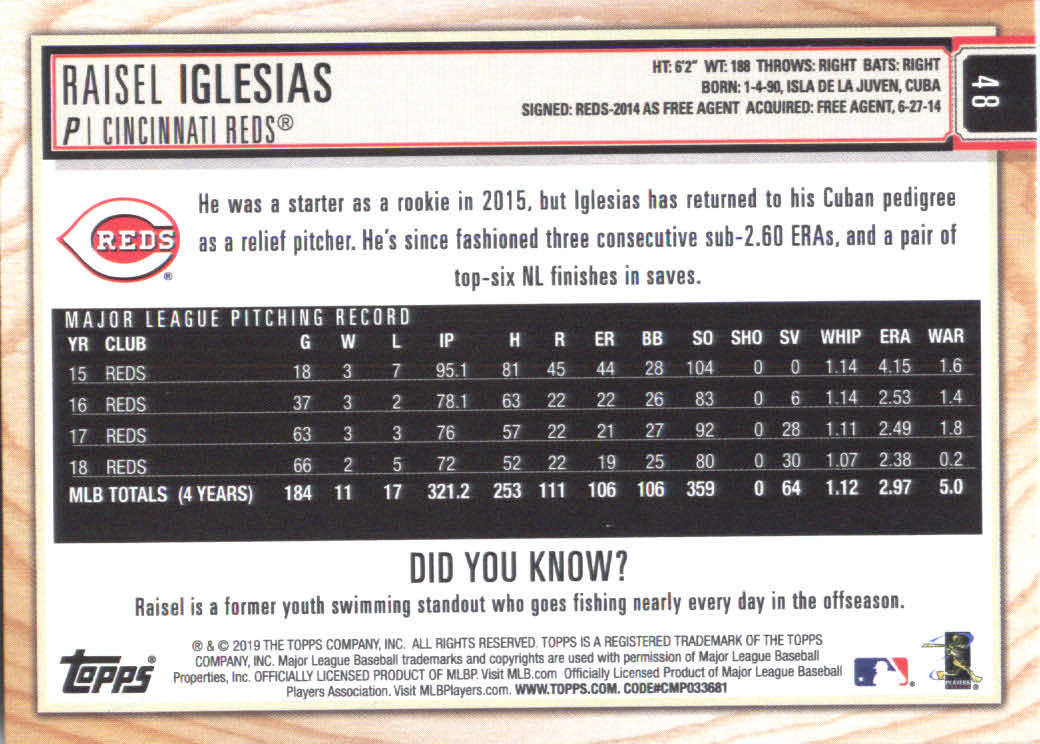 RAISEL IGLESIAS
P | CINCINNATI REDS®
HT: 6'2" WT: 188 THROWS: RIGHT BATS: RIGHT
BORN: 1-4-90, ISLA DE LA JUVEN, CUBA
SIGNED: REDS-2014 AS FREE AGENT ACQUIRED: FREE AGENT, 6-27-14
48
He was a starter as a rookie in 2015, but Iglesias has returned to his Cuban pedigree
as a relief pitcher. He's since fashioned three consecutive sub-2.60 ERAs, and a pair of
top-six NL finishes in saves.
REDS ®
MAJOR LEAGUE PITCHING RECORD
YR CLUB G W L IP H R ER BB SO SHO SV WHIP ERA WAR
15 REDS 18 3 7 95.1 81 45 44 28 104 0 0 1.14 4.15 1.6
16 REDS 37 3 2 78.1 63 22 22 26 83 0 6 1.14 2.53 1.4
17 REDS 63 3 3 76 57 22 21 27 92 0 28 1.11 2.49 1.8
18 REDS 66 2 5 72 52 22 19 25 80 0 30 1.07 2.38 0.2
MLB TOTALS (4 YEARS) 184 11 17 321.2 253 111 106 106 359 0 64 1.12 2.97 5.0
DID YOU KNOW?
Raisel is a former youth swimming standout who goes fishing nearly every day in the offseason.
Topps®
® & © 2019 THE TOPPS COMPANY, INC. ALL RIGHTS RESERVED. TOPPS IS A REGISTERED TRADEMARK OF THE TOPPS
COMPANY, INC. Major League Baseball trademarks and copyrights are used with permission of Major League Baseball
Properties, Inc. OFFICIALLY LICENSED PRODUCT OF MLBP. Visit MLB.com Officially Licensed Product of Major League Baseball
Players Association. Visit MLBPlayers.com. WWW.TOPPS.COM. CODE#CMP033681
PLAYERS